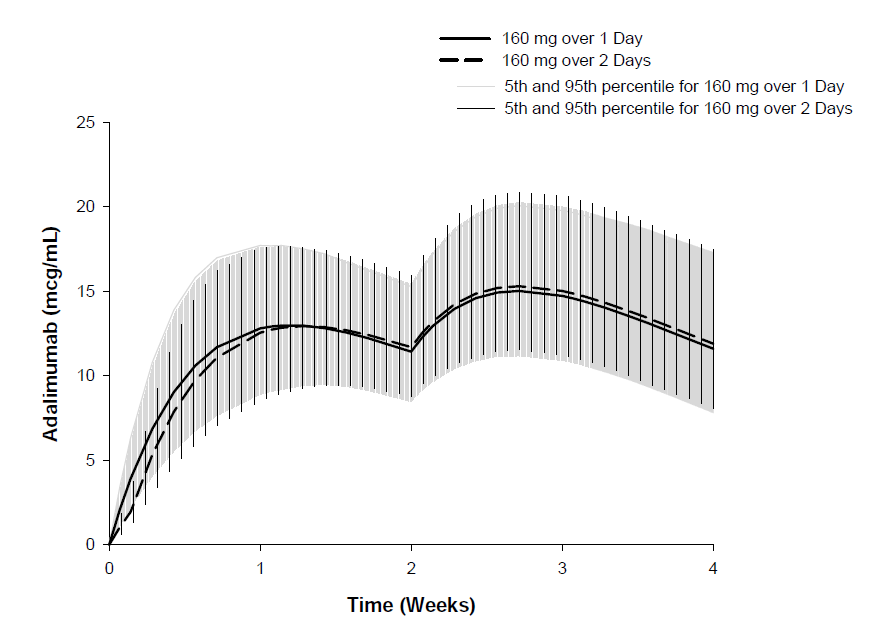 160 mg over 1 Day
160 mg over 2 Days
5th and 95th percentile for 160 mg over 1 Day
5th and 95th percentile for 160 mg over 2 Days
25
20
15
10
5
0
Adalimumab (mcg/mL)
0 1 2 3 4
Time (Weeks)